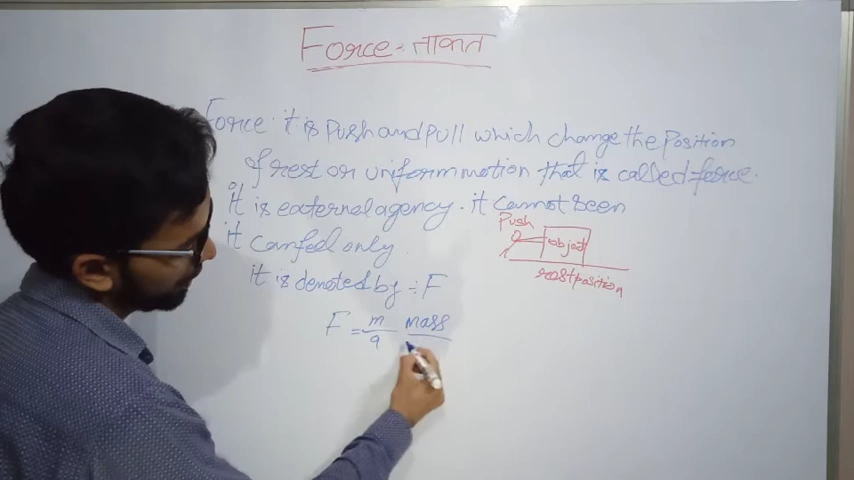 Force - ताकत
Force - it is Push and Pull which change the Position
of rest or uniform motion that is called force.
It is external agency. it cannot seen
it can feel only.
Push
object
rest position
it is denoted by ÷ F
F = m/a mass